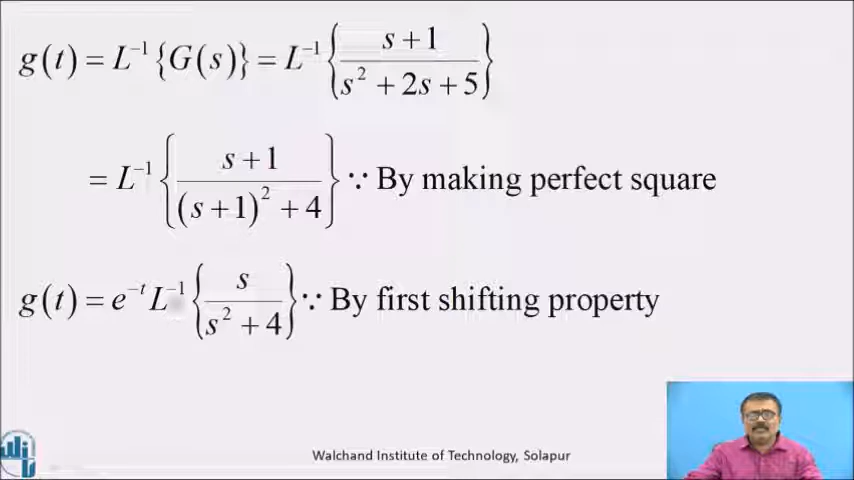 g(t) = L⁻¹{G(s)} = L⁻¹{(s+1)/(s² + 2s + 5)}
= L⁻¹{(s+1)/((s+1)² + 4)} ∵ By making perfect square
g(t) = e⁻ᵗ L⁻¹{s/(s² + 4)} ∵ By first shifting property
Walchand Institute of Technology, Solapur